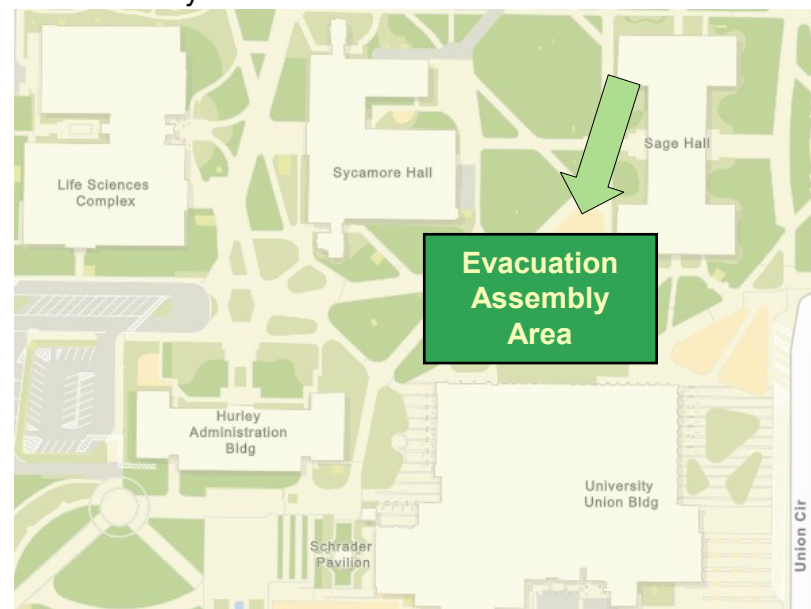 Sage Hall
Sycamore Hall
Life Sciences
Complex
Evacuation
Assembly
Area
Hurley
Administration
Bldg
University
Union Bldg
Union Cir
Schrader
Pavilion